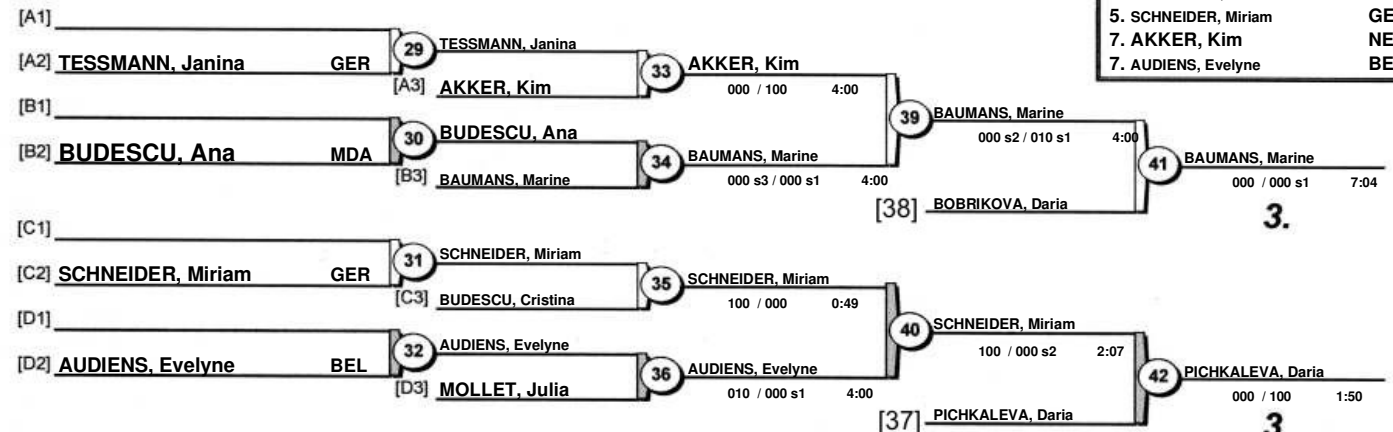 5. SCHNEIDER, Miriam GE
7. AKKER, Kim NE
7. AUDIENS, Evelyne BE
[A1]
[A2] TESSMANN, Janina GER
29
TESSMANN, Janina
[A3] AKKER, Kim
33
AKKER, Kim
000 / 100 4:00
[B1]
[B2] BUDESCU, Ana MDA
30
BUDESCU, Ana
[B3] BAUMANS, Marine
34
BAUMANS, Marine
000 s3 / 000 s1 4:00
39
BAUMANS, Marine
000 s2 / 010 s1 4:00
[38] BOBRIKOVA, Daria
41
BAUMANS, Marine
000 / 000 s1 7:04
3.
[C1]
[C2] SCHNEIDER, Miriam GER
31
SCHNEIDER, Miriam
[C3] BUDESCU, Cristina
35
SCHNEIDER, Miriam
100 / 000 0:49
[D1]
[D2] AUDIENS, Evelyne BEL
32
AUDIENS, Evelyne
[D3] MOLLET, Julia
36
AUDIENS, Evelyne
010 / 000 s1 4:00
40
SCHNEIDER, Miriam
100 / 000 s2 2:07
[37] PICHKALEVA, Daria
42
PICHKALEVA, Daria
000 / 100 1:50
3